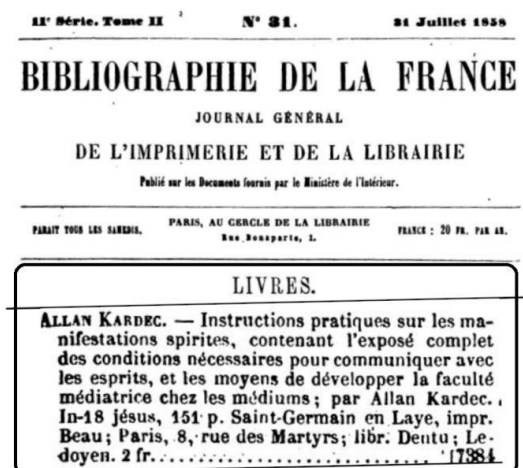 IIe Série. Tome II
N° 31.
31 Juillet 1858
BIBLIOGRAPHIE DE LA FRANCE
JOURNAL GÉNÉRAL
DE L'IMPRIMERIE ET DE LA LIBRAIRIE
Publié sur les Documents fournis par le Ministère de l'Intérieur.
PARAIT TOUS LES SAMEDIS.
PARIS, AU CERCLE DE LA LIBRAIRIE
Rue Bonaparte, 1.
FRANCE : 20 FR. PAR AN.
LIVRES.
ALLAN KARDEC. — Instructions pratiques sur les ma-
nifestations spirites, contenant l'exposé complet
des conditions nécessaires pour communiquer avec
les esprits, et les moyens de développer la faculté
médiatrice chez les médiums; par Allan Kardec.
In-18 jésus, 151 p. Saint-Germain en Laye, impr.
Beau; Paris, 8, rue des Martyrs; libr. Dentu; Le-
doyen. 2 fr. . . . . . . . . . . . . . . . . . . . . . [7384